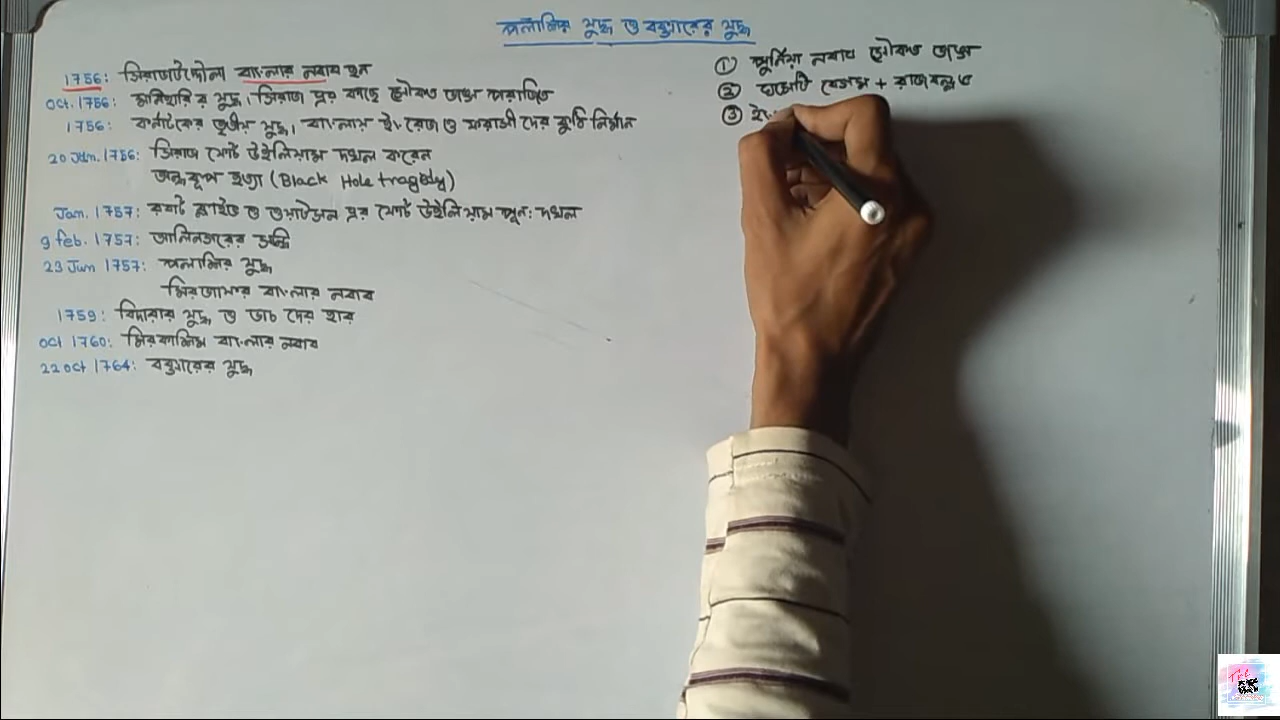 পলাশির যুদ্ধ ও বক্সারের যুদ্ধ
1756: সিরাজউদ্দৌলা বাংলার নবাব হন
Oct. 1756: মনিহারির যুদ্ধ। সিরাজ এর কাছে সৌকত জঙ্গ পরাজিত
1756: কর্নাটকের তৃতীয় যুদ্ধ। বাংলায় ইংরেজ ও ফরাসী দের কুঠি নির্মান
20 Jun. 1756: সিরাজ ফোর্ট উইলিয়াম দখল করেন
অন্ধকূপ হত্যা (Black Hole tragedy)
Jan. 1757: রবার্ট ক্লাইভ ও ওয়াটসন এর ফোর্ট উইলিয়াম পুন: দখল
9 feb. 1757: আলিনগরের সন্ধি
23 Jun 1757: পলাশির যুদ্ধ
মিরজাফর বাংলার নবাব
1759: বিদারার যুদ্ধ ও ডাচ দের হার
Oct 1760: মিরকাশিম বাংলার নবাব
22 Oct 1764: বক্সারের যুদ্ধ
① পুর্নিয়া নবাব সৌকত জঙ্গ
② ঘসেটি বেগম + রাজবল্লভ
③ ইং